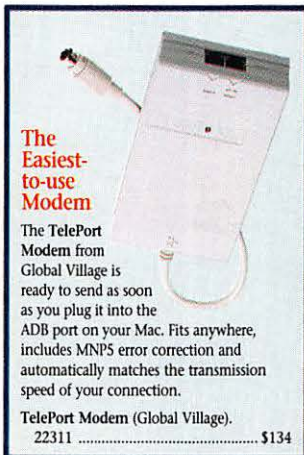 The
Easiest-
to-use
Modem
The TelePort
Modem from
Global Village is
ready to send as soon
as you plug it into the
ADB port on your Mac. Fits anywhere,
includes MNP5 error correction and
automatically matches the transmission
speed of your connection.
TelePort Modem (Global Village).
22311 ........................................ $134